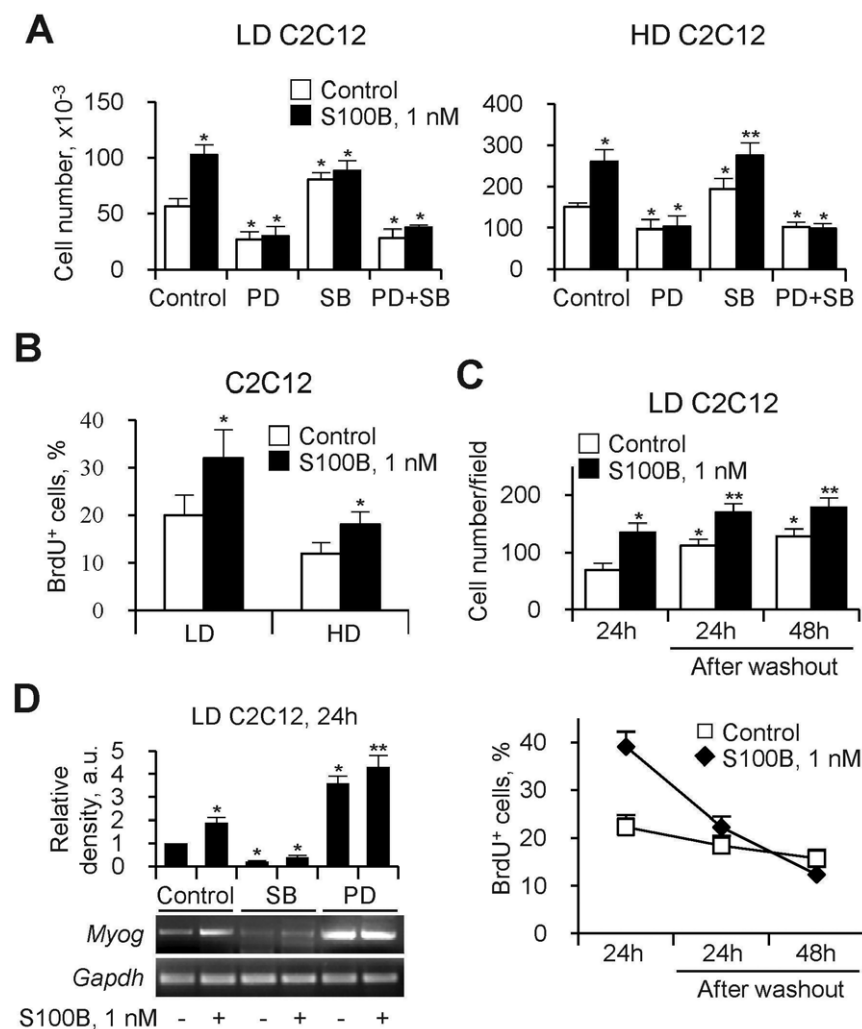 A
LD C2C12
HD C2C12
Control
S100B, 1 nM
Cell number, x10-3
150
100
50
0
* * * * * * *
Control PD SB PD+SB
400
300
200
100
0
* * * * ** * *
Control PD SB PD+SB
B
C2C12
Control
S100B, 1 nM
BrdU+ cells, %
40
30
20
10
0
* *
LD HD
C
LD C2C12
Control
S100B, 1 nM
Cell number/field
200
100
0
* * ** * **
24h 24h 48h
After washout
Control
S100B, 1 nM
BrdU+ cells, %
40
30
20
10
0
24h 24h 48h
After washout
D
LD C2C12, 24h
Relative
density, a.u.
5
4
3
2
1
0
* * * * **
Control SB PD
Myog
Gapdh
S100B, 1 nM - + - + - +